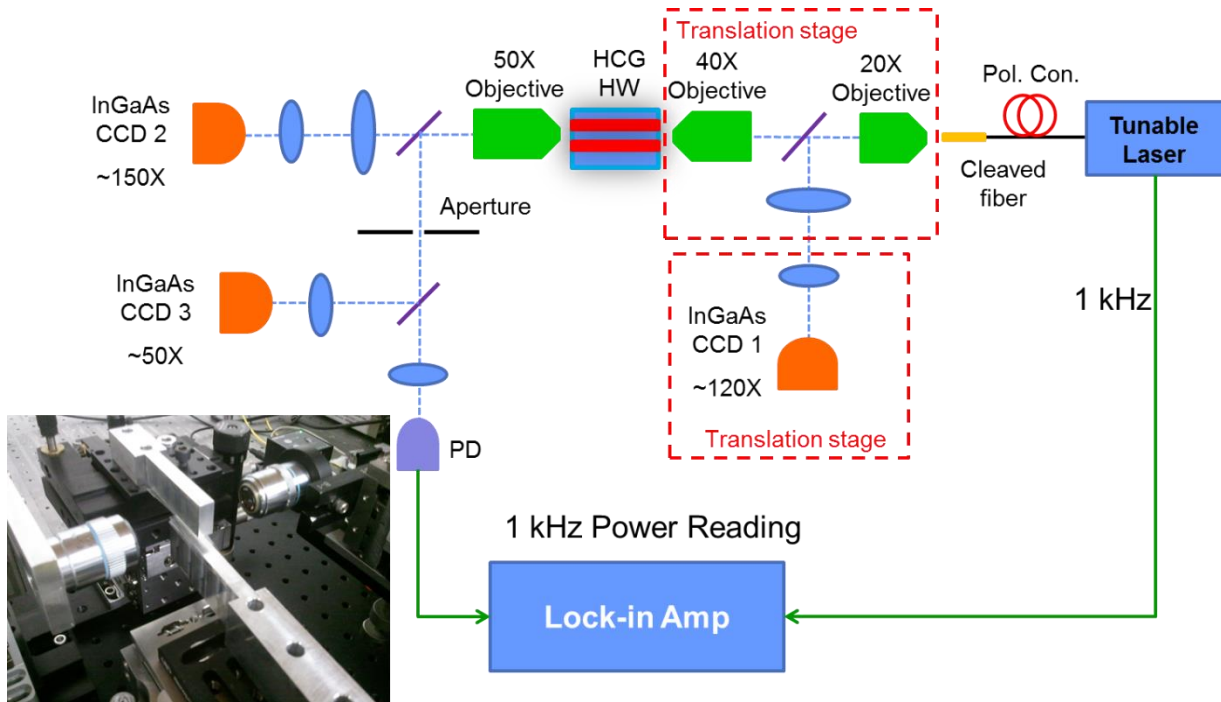 Translation stage
50X
Objective
HCG
HW
40X
Objective
20X
Objective
Pol. Con.
InGaAs
CCD 2
~150X
Tunable
Laser
Cleaved
fiber
Aperture
InGaAs
CCD 3
~50X
InGaAs
CCD 1
~120X
1 kHz
Translation stage
PD
1 kHz Power Reading
Lock-in Amp